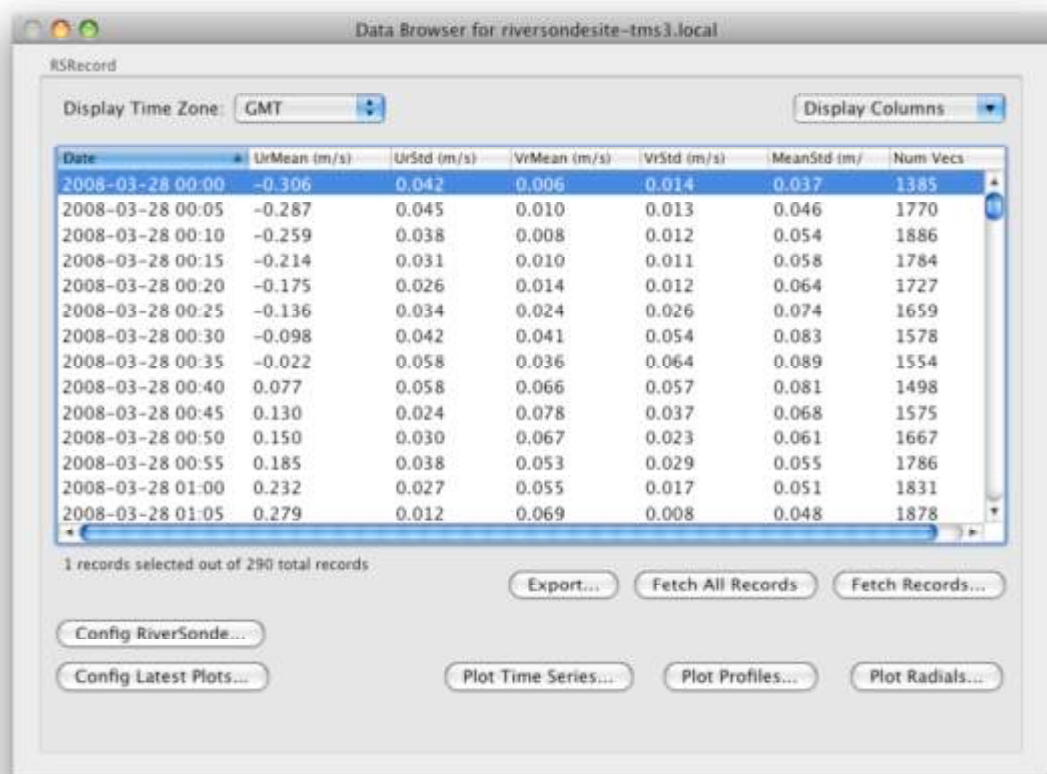 Data Browser for riversondesite-tms3.local
RSRecord
Display Time Zone: GMT Display Columns
Date UrMean (m/s) UrStd (m/s) VrMean (m/s) VrStd (m/s) MeanStd (m/ Num Vecs
2008-03-28 00:00 -0.306 0.042 0.006 0.014 0.037 1385
2008-03-28 00:05 -0.287 0.045 0.010 0.013 0.046 1770
2008-03-28 00:10 -0.259 0.038 0.008 0.012 0.054 1886
2008-03-28 00:15 -0.214 0.031 0.010 0.011 0.058 1784
2008-03-28 00:20 -0.175 0.026 0.014 0.012 0.064 1727
2008-03-28 00:25 -0.136 0.034 0.024 0.026 0.074 1659
2008-03-28 00:30 -0.098 0.042 0.041 0.054 0.083 1578
2008-03-28 00:35 -0.022 0.058 0.036 0.064 0.089 1554
2008-03-28 00:40 0.077 0.058 0.066 0.057 0.081 1498
2008-03-28 00:45 0.130 0.024 0.078 0.037 0.068 1575
2008-03-28 00:50 0.150 0.030 0.067 0.023 0.061 1667
2008-03-28 00:55 0.185 0.038 0.053 0.029 0.055 1786
2008-03-28 01:00 0.232 0.027 0.055 0.017 0.051 1831
2008-03-28 01:05 0.279 0.012 0.069 0.008 0.048 1878
1 records selected out of 290 total records
Export... Fetch All Records Fetch Records...
Config RiverSonde...
Config Latest Plots... Plot Time Series... Plot Profiles... Plot Radials...